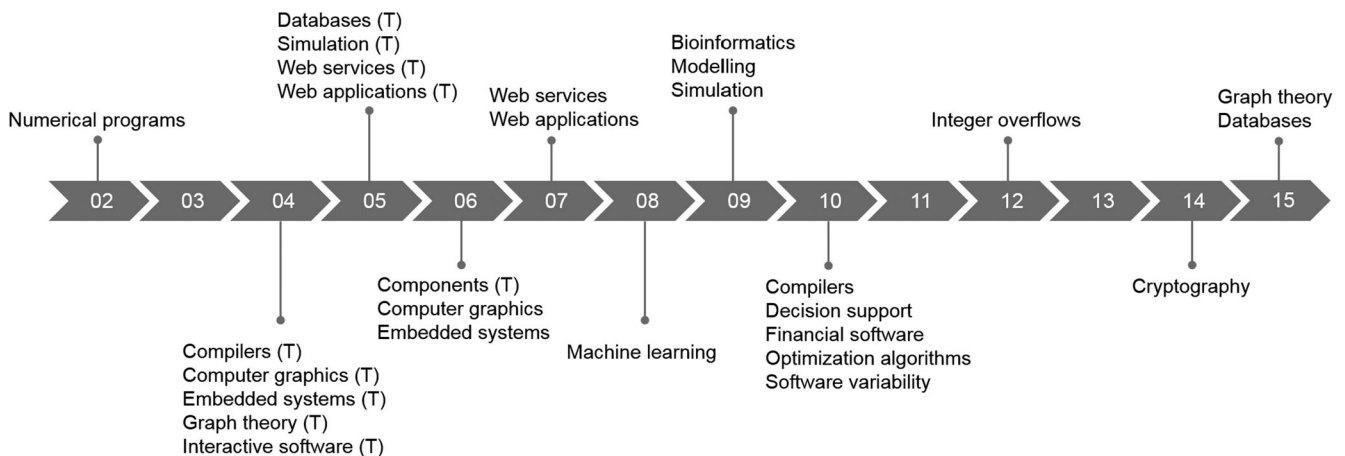 Databases (T)
Simulation (T)
Web services (T)
Web applications (T)
Bioinformatics
Modelling
Simulation
Web services
Web applications
Graph theory
Databases
Numerical programs
Integer overflows
02 03 04 05 06 07 08 09 10 11 12 13 14 15
Components (T)
Computer graphics
Embedded systems
Compilers
Decision support
Financial software
Optimization algorithms
Software variability
Cryptography
Compilers (T)
Computer graphics (T)
Embedded systems (T)
Graph theory (T)
Interactive software (T)
Machine learning